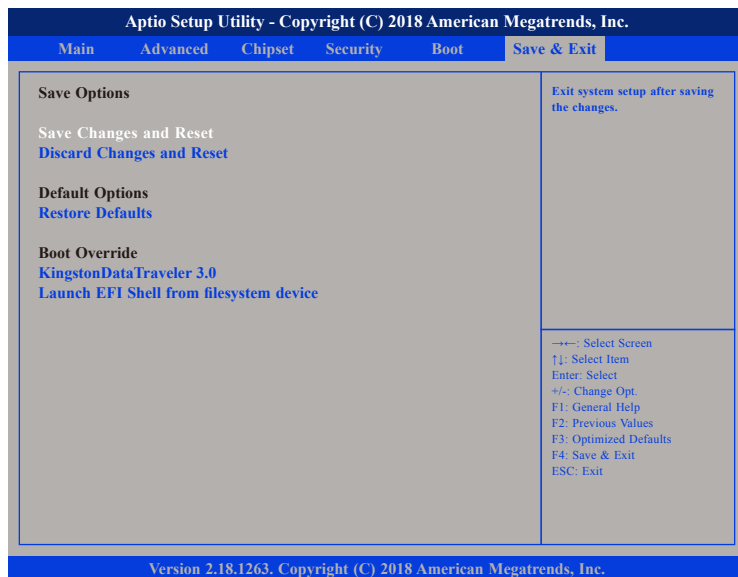 Aptio Setup Utility - Copyright (C) 2018 American Megatrends, Inc.
Main Advanced Chipset Security Boot Save & Exit
Save Options
Save Changes and Reset
Discard Changes and Reset
Default Options
Restore Defaults
Boot Override
KingstonDataTraveler 3.0
Launch EFI Shell from filesystem device
Exit system setup after saving
the changes.
→←: Select Screen
↑↓: Select Item
Enter: Select
+/-: Change Opt.
F1: General Help
F2: Previous Values
F3: Optimized Defaults
F4: Save & Exit
ESC: Exit
Version 2.18.1263. Copyright (C) 2018 American Megatrends, Inc.